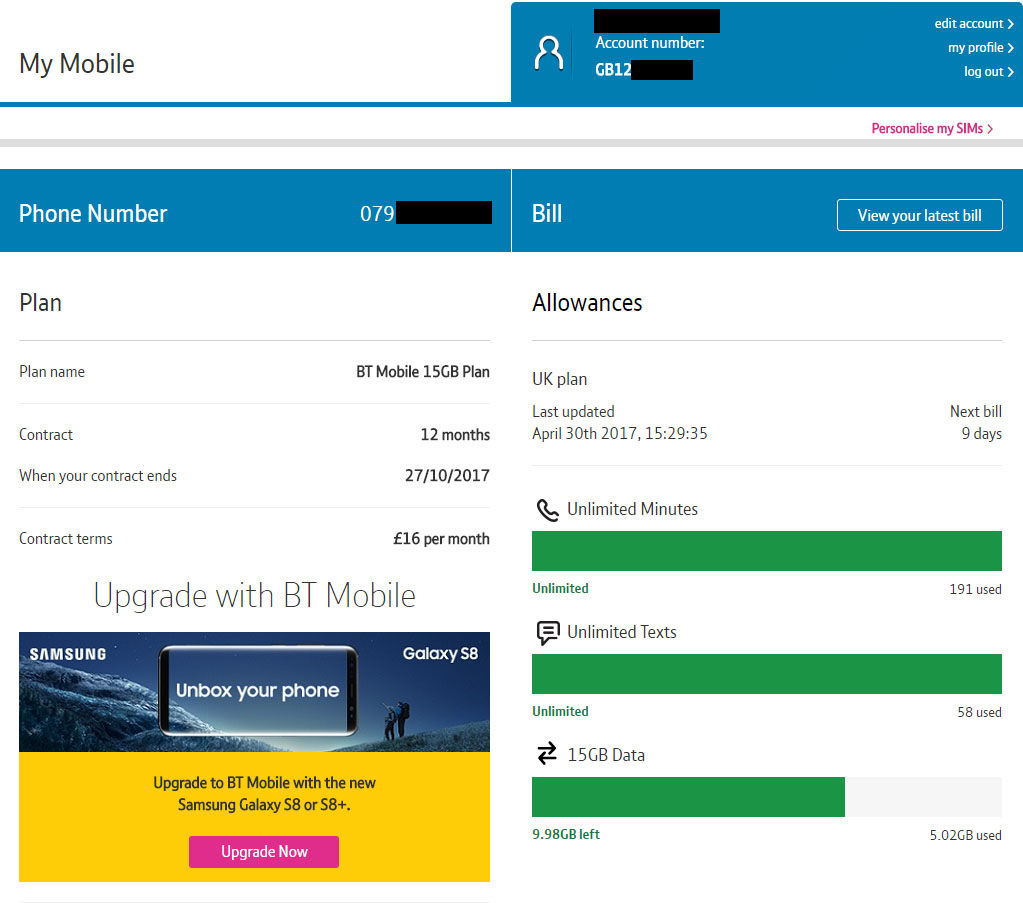 My Mobile
Account number:
GB12
edit account
my profile
log out
Personalise my SIMs
Phone Number 079
Bill
View your latest bill
Plan
Plan name BT Mobile 15GB Plan
Contract 12 months
When your contract ends 27/10/2017
Contract terms £16 per month
Upgrade with BT Mobile
SAMSUNG
Galaxy S8
Unbox your phone
Upgrade to BT Mobile with the new
Samsung Galaxy S8 or S8+.
Upgrade Now
Allowances
UK plan
Last updated Next bill
April 30th 2017, 15:29:35 9 days
Unlimited Minutes
Unlimited 191 used
Unlimited Texts
Unlimited 58 used
15GB Data
9.98GB left 5.02GB used